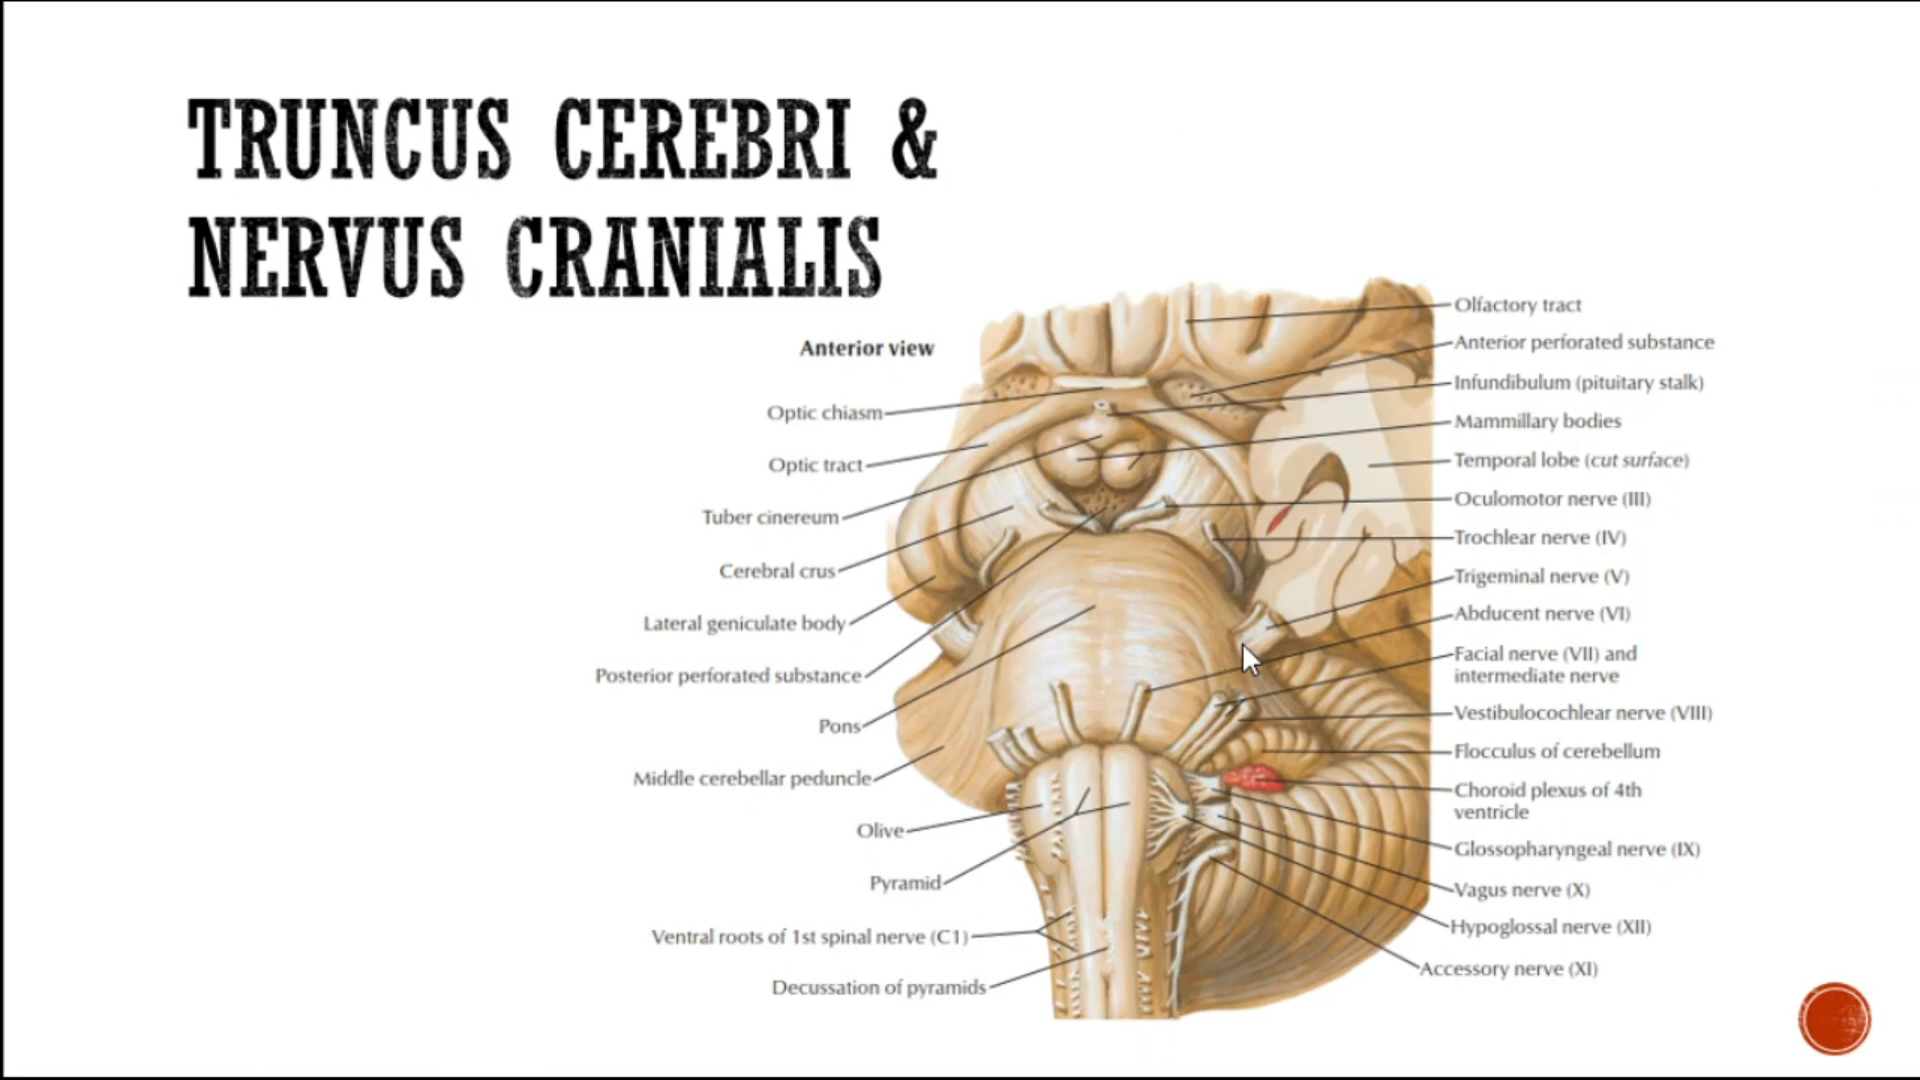 TRUNCUS CEREBRI &
NERVUS CRANIALIS
Anterior view
Optic chiasm
Optic tract
Tuber cinereum
Cerebral crus
Lateral geniculate body
Posterior perforated substance
Pons
Middle cerebellar peduncle
Olive
Pyramid
Ventral roots of 1st spinal nerve (C1)
Decussation of pyramids
Olfactory tract
Anterior perforated substance
Infundibulum (pituitary stalk)
Mammillary bodies
Temporal lobe (cut surface)
Oculomotor nerve (III)
Trochlear nerve (IV)
Trigeminal nerve (V)
Abducent nerve (VI)
Facial nerve (VII) and
intermediate nerve
Vestibulocochlear nerve (VIII)
Flocculus of cerebellum
Choroid plexus of 4th
ventricle
Glossopharyngeal nerve (IX)
Vagus nerve (X)
Hypoglossal nerve (XII)
Accessory nerve (XI)